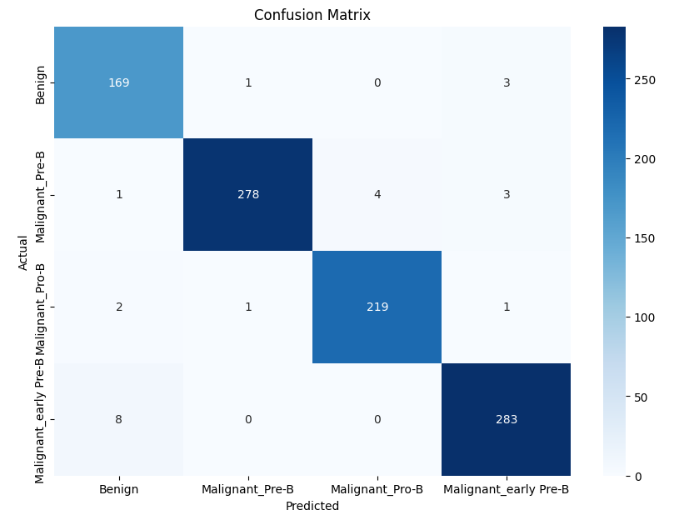 Confusion Matrix
Actual
Benign
169 1 0 3
Malignant_Pre-B
1 278 4 3
Malignant_Pro-B
2 1 219 1
Malignant_early Pre-B
8 0 0 283
Benign Malignant_Pre-B Malignant_Pro-B Malignant_early Pre-B
Predicted
250
200
150
100
50
0